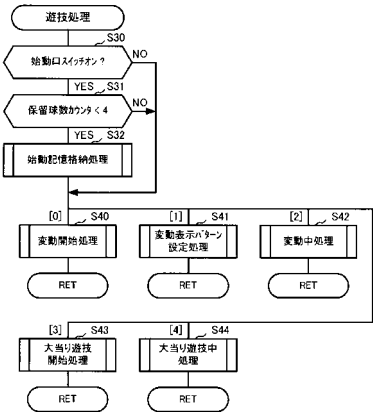 遊技処理
S30
始動口スイッチオン?
NO
YES
S31
保留球数カウンタ<4
NO
YES
S32
始動記憶格納処理
[0]
S40
変動開始処理
RET
[1]
S41
変動表示パターン
設定処理
RET
[2]
S42
変動中処理
RET
[3]
S43
大当り遊技
開始処理
RET
[4]
S44
大当り遊技中
処理
RET